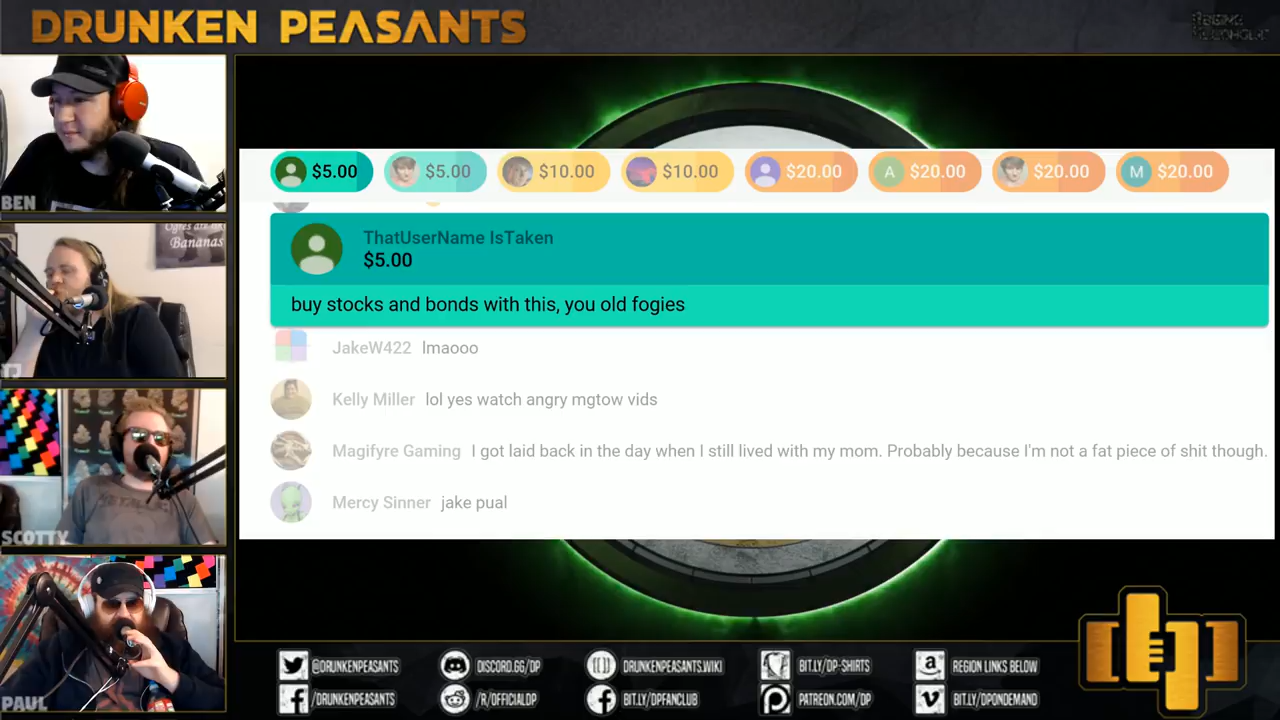 DRUNKEN PEASANTS
BEN
Bananas
TJ
SCOTTY
PAUL
$5.00
$5.00
$10.00
$10.00
$20.00
A $20.00
$20.00
M $20.00
ThatUserName IsTaken
$5.00
buy stocks and bonds with this, you old fogies
JakeW422 lmaooo
Kelly Miller lol yes watch angry mgtow vids
Magifyre Gaming I got laid back in the day when I still lived with my mom. Probably because I'm not a fat piece of shit though.
Mercy Sinner jake pual
@DRUNKENPEASANTS
DISCORD.GG/DP
DRUNKENPEASANTS.WIKI
BIT.LY/DP-SHIRTS
REGION LINKS BELOW
/DRUNKENPEASANTS
/R/OFFICIALDP
BIT.LY/DPFANCLUB
PATREON.COM/DP
BIT.LY/DPONDEMAND